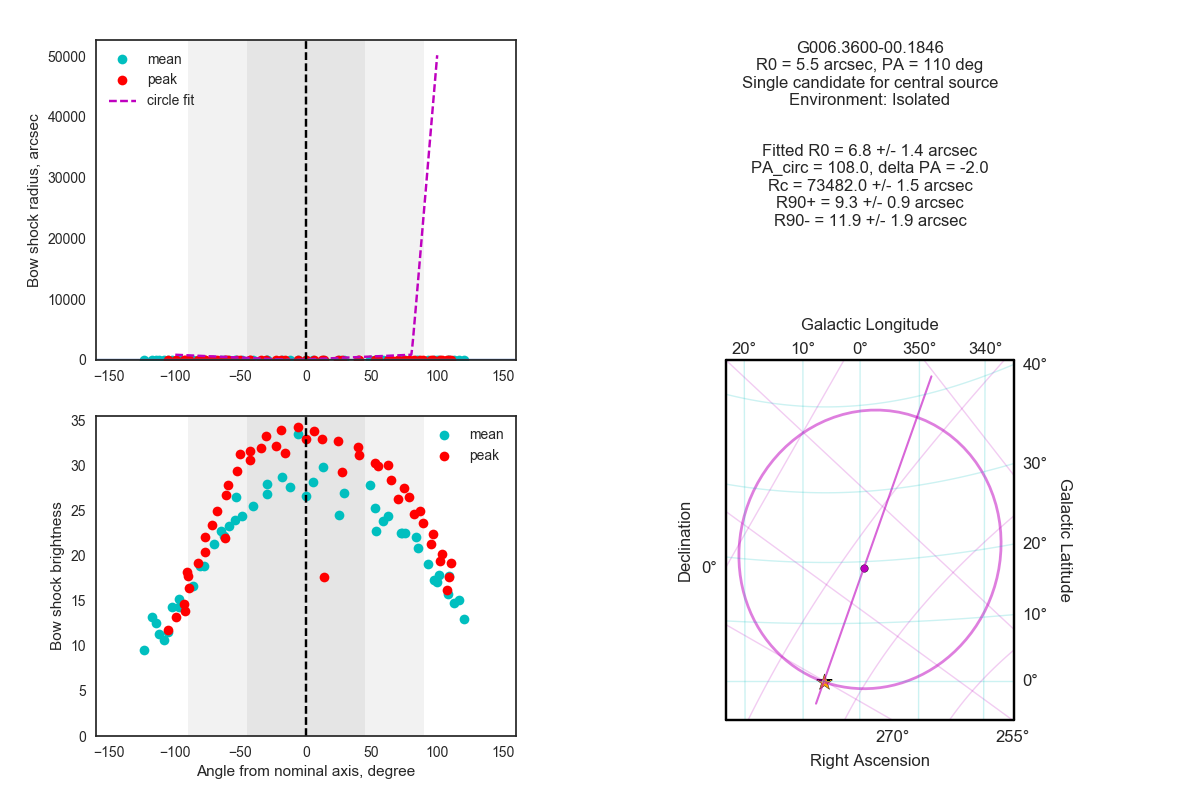 50000
40000
30000
20000
10000
0
Bow shock radius, arcsec
mean
peak
circle fit
−150
−100
−50
0
50
100
150
35
30
25
20
15
10
5
0
Bow shock brightness
mean
peak
−150
−100
−50
0
50
100
150
Angle from nominal axis, degree
G006.3600-00.1846
R0 = 5.5 arcsec, PA = 110 deg
Single candidate for central source
Environment: Isolated
Fitted R0 = 6.8 +/- 1.4 arcsec
PA_circ = 108.0, delta PA = -2.0
Rc = 73482.0 +/- 1.5 arcsec
R90+ = 9.3 +/- 0.9 arcsec
R90- = 11.9 +/- 1.9 arcsec
Galactic Longitude
20°
10°
0°
350°
340°
40°
30°
20°
10°
0°
Galactic Latitude
Declination
0°
270°
255°
Right Ascension